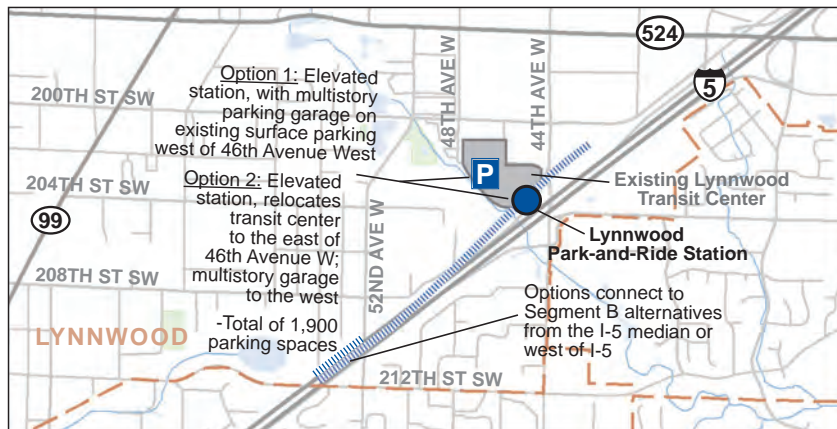 524
Option 1: Elevated
station, with multistory
parking garage on
existing surface parking
west of 46th Avenue West
48TH AVE W
44TH AVE W
5
200TH ST SW
P
Option 2: Elevated
station, relocates
transit center
to the east of
46th Avenue W;
multistory garage
to the west
-Total of 1,900
parking spaces
Existing Lynnwood
Transit Center
204TH ST SW
99
52ND AVE W
Lynnwood
Park-and-Ride Station
208TH ST SW
Options connect to
Segment B alternatives
from the I-5 median or
west of I-5
LYNNWOOD
212TH ST SW